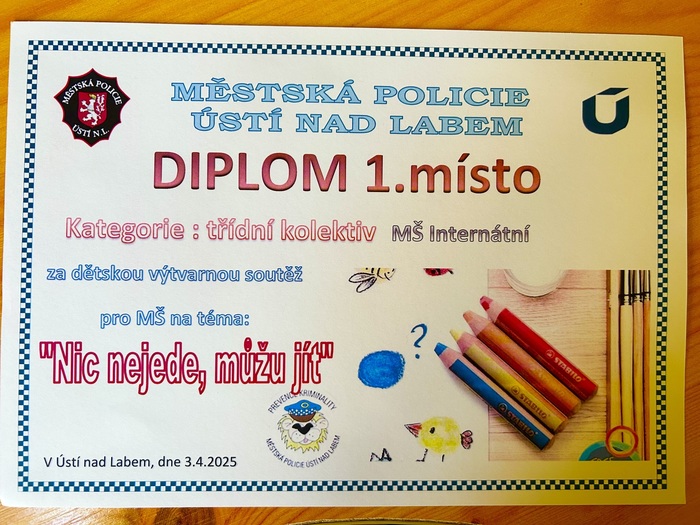 MĚSTSKÁ POLICIE
ÚSTÍ N.L.
MĚSTSKÁ POLICIE
ÚSTÍ NAD LABEM
DIPLOM 1.místo
Kategorie : třídní kolektiv MŠ Internátní
za dětskou výtvarnou soutěž
pro MŠ na téma:
"Nic nejede, můžu jít"
?
STABILO
STABILO
PREVENCE KRIMINALITY
MĚSTSKÁ POLICIE ÚSTÍ NAD LABEM
V Ústí nad Labem, dne 3.4.2025